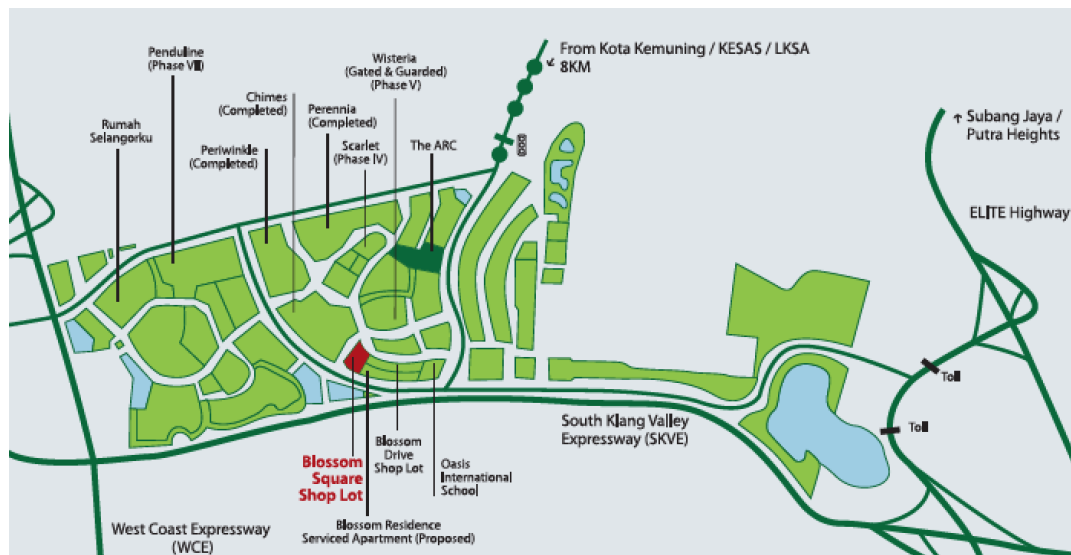 Penduline
(Phase VIII)
Wisteria
(Gated & Guarded)
(Phase V)
From Kota Kemuning / KESAS / LKSA
8KM
Chimes
(Completed)
Perennia
(Completed)
Rumah
Selangorku
Periwinkle
(Completed)
Scarlet
(Phase IV)
The ARC
Subang Jaya /
Putra Heights
ELITE Highway
Toll
Toll
South Klang Valley
Expressway (SKVE)
Blossom
Square
Shop Lot
Blossom
Drive
Shop Lot
Oasis
International
School
Blossom Residence
Serviced Apartment (Proposed)
West Coast Expressway
(WCE)